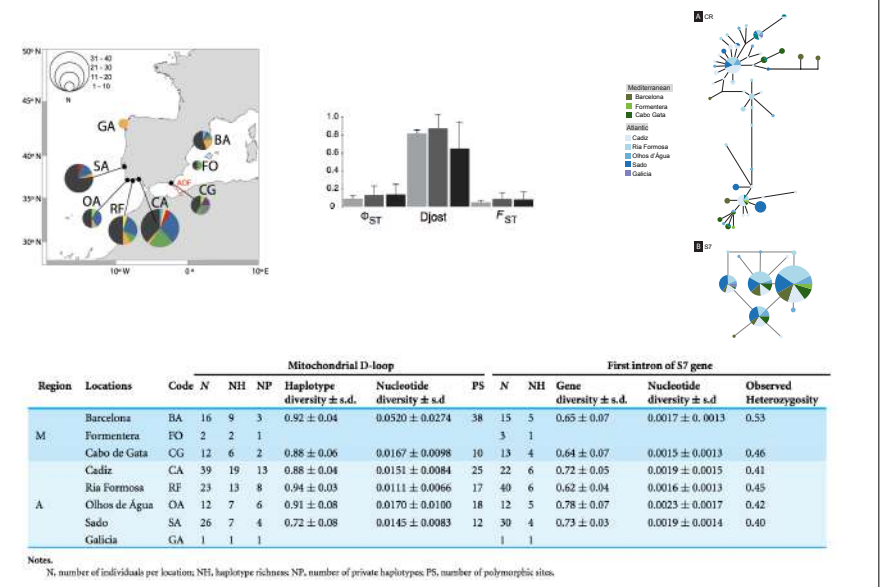 50° N
45° N
40° N
35° N
30° N
10° W
0 °
10° E
31 - 40
21 - 30
11 - 20
1 - 10
N
GA
SA
OA
RF
CA
BA
FO
CG
AOF
1.0
0.8
0.6
0.4
0.2
0
ΦST
Djost
FST
A CR
Mediterranean
Barcelona
Formentera
Cabo Gata
Atlantic
Cadiz
Ria Formosa
Olhos d'Água
Sado
Galicia
B S7
Mitochondrial D-loop First intron of S7 gene
Region Locations Code N NH NP Haplotype diversity ± s.d. Nucleotide diversity ± s.d PS N NH Gene diversity ± s.d. Nucleotide diversity ± s.d Observed Heterozygosity
Barcelona BA 16 9 3 0.92 ± 0.04 0.0520 ± 0.0274 38 15 5 0.65 ± 0.07 0.0017 ± 0. 0013 0.53
M Formentera FO 2 2 1 3 1
Cabo de Gata CG 12 6 2 0.88 ± 0.06 0.0167 ± 0.0098 10 13 4 0.64 ± 0.07 0.0015 ± 0.0013 0.46
Cadiz CA 39 19 13 0.88 ± 0.04 0.0151 ± 0.0084 25 22 6 0.72 ± 0.05 0.0019 ± 0.0015 0.41
Ria Formosa RF 23 13 8 0.94 ± 0.03 0.0111 ± 0.0066 17 40 6 0.62 ± 0.04 0.0016 ± 0.0013 0.45
A Olhos de Água OA 12 7 6 0.91 ± 0.08 0.0170 ± 0.0100 18 12 5 0.78 ± 0.07 0.0023 ± 0.0017 0.42
Sado SA 26 7 4 0.72 ± 0.08 0.0145 ± 0.0083 12 30 4 0.73 ± 0.03 0.0019 ± 0.0014 0.40
Galicia GA 1 1 1 1 1
Notes.
N, number of individuals per location; NH, haplotype richness; NP, number of private haplotypes; PS, number of polymorphic sites.